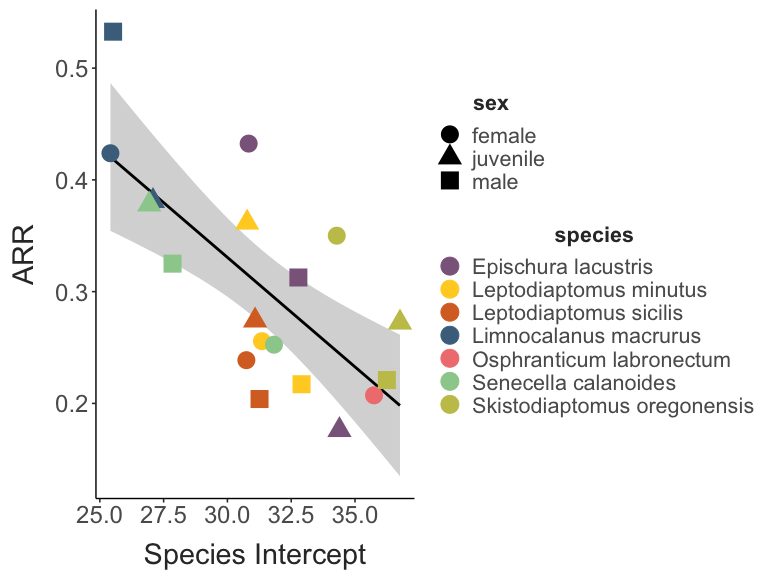 ARR
0.5
0.4
0.3
0.2
25.0 27.5 30.0 32.5 35.0
Species Intercept
sex
female
juvenile
male
species
Epischura lacustris
Leptodiaptomus minutus
Leptodiaptomus sicilis
Limnocalanus macrurus
Osphranticum labronectum
Senecella calanoides
Skistodiaptomus oregonensis